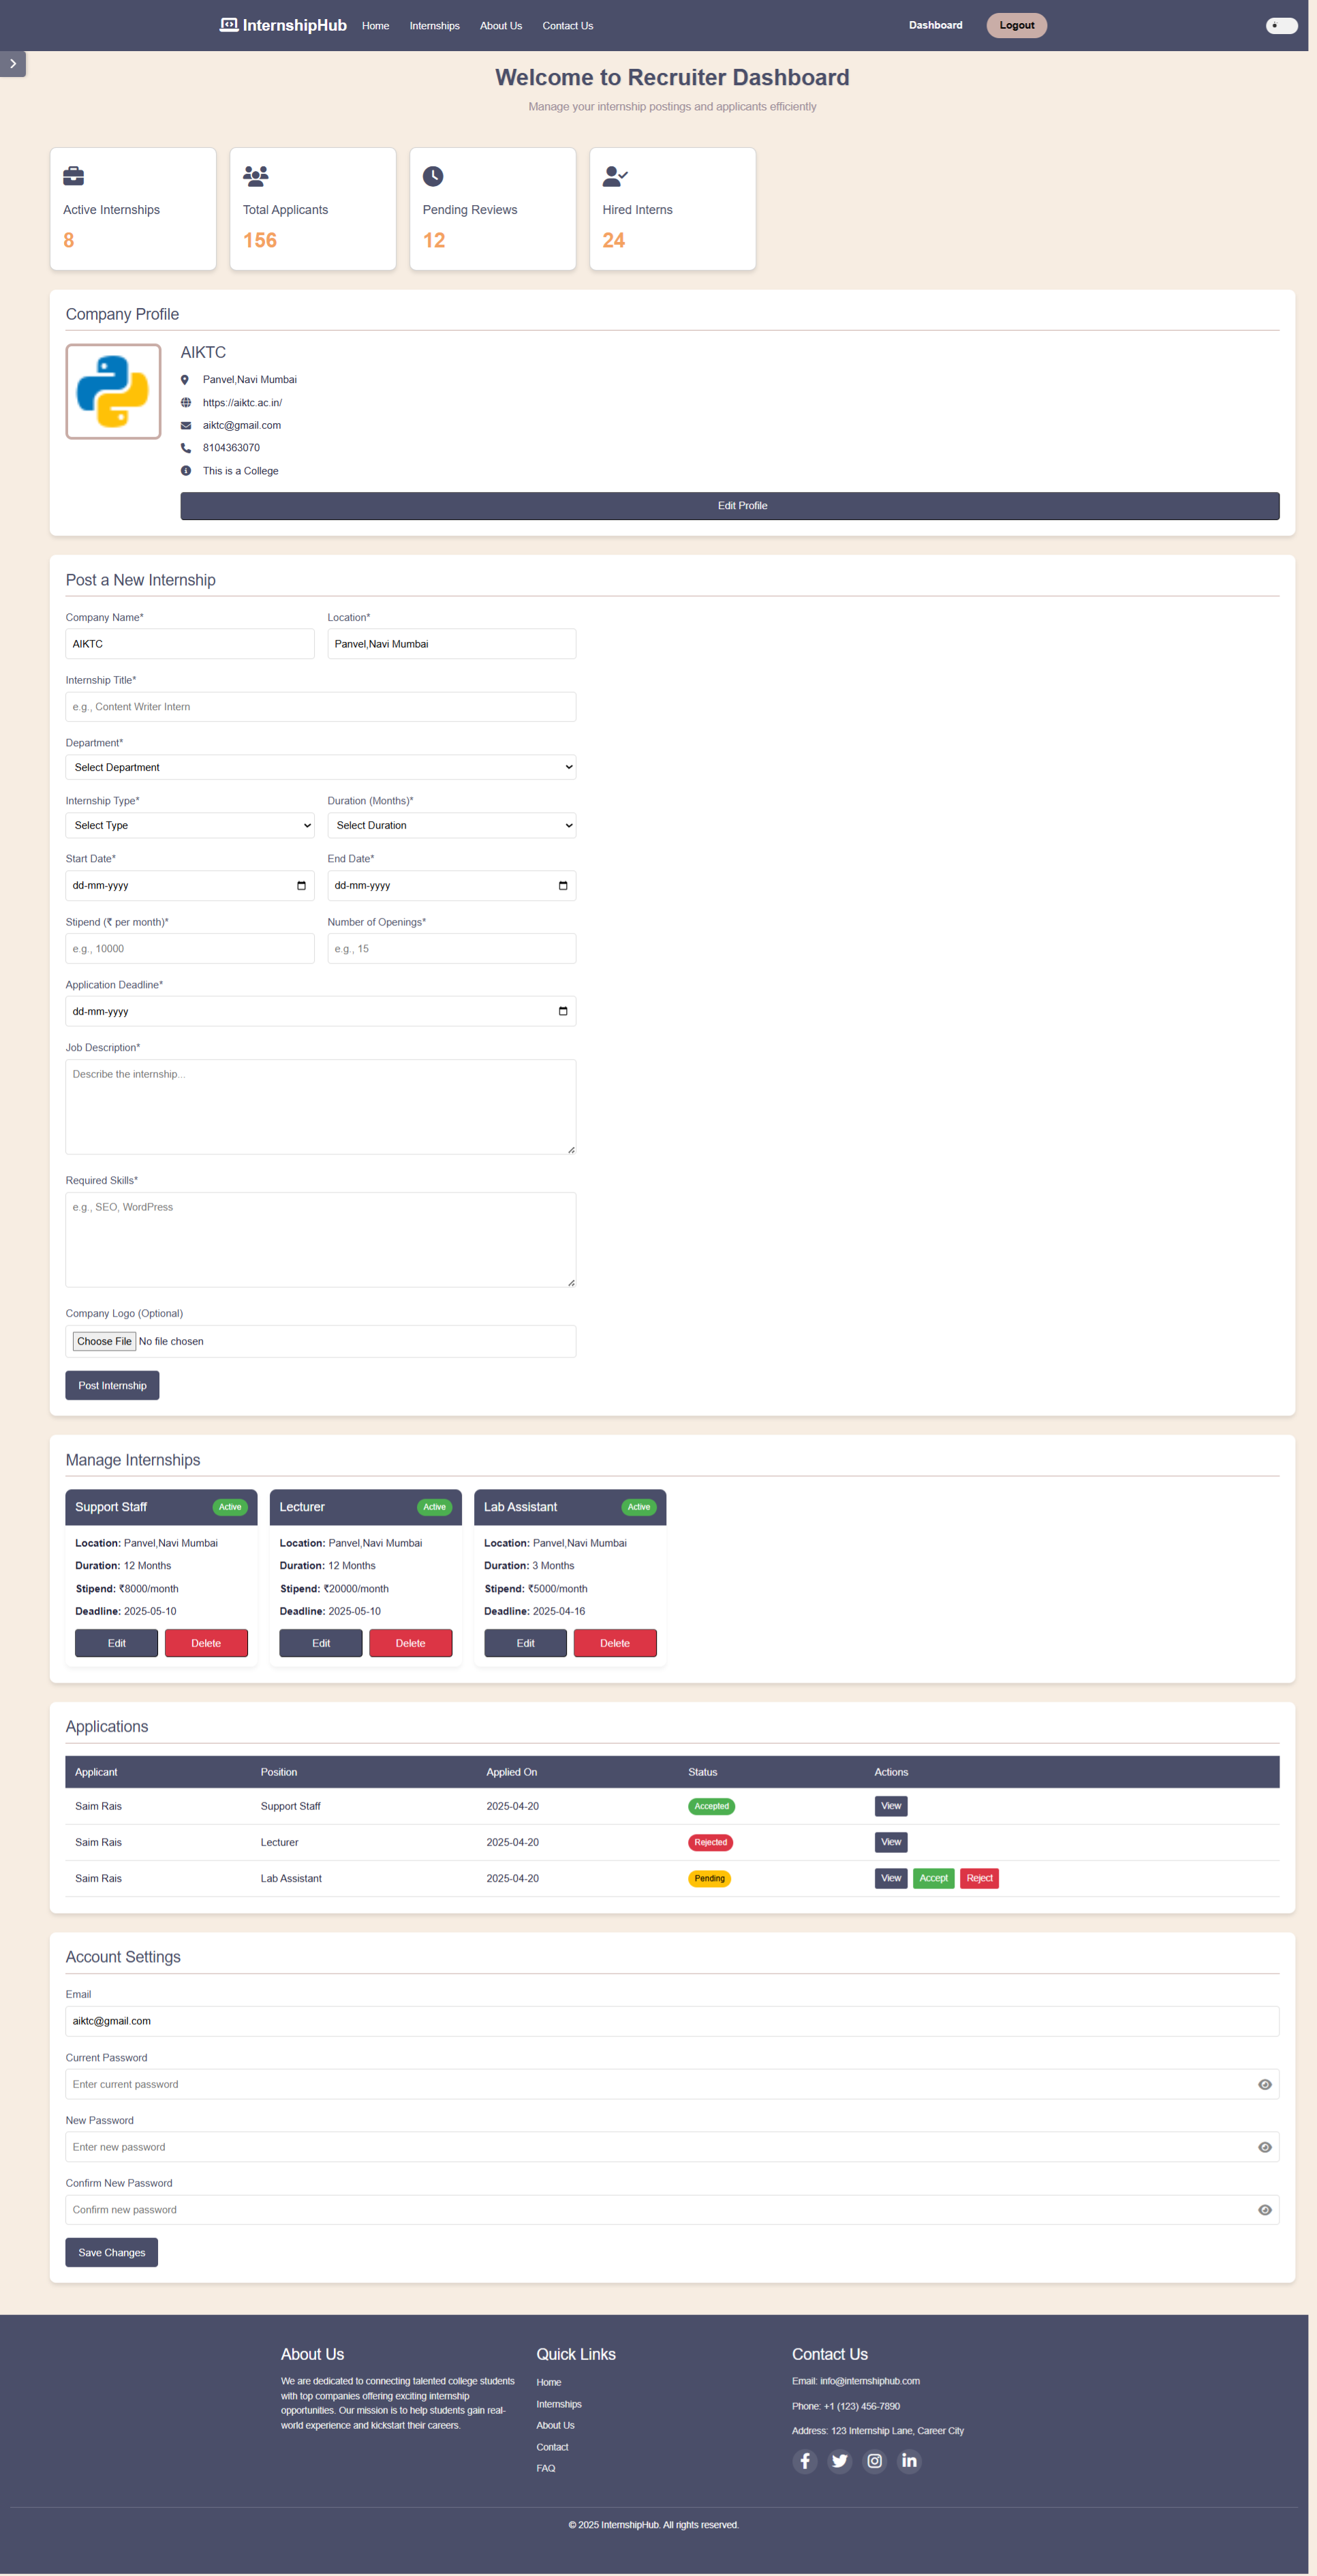 InternshipHub Home Internships About Us Contact Us Dashboard Logout
Welcome to Recruiter Dashboard
Manage your internship postings and applicants efficiently
Active Internships
8
Total Applicants
156
Pending Reviews
12
Hired Interns
24
Company Profile
AIKTC
Panvel,Navi Mumbai
https://aiktc.ac.in/
aiktc@gmail.com
8104363070
This is a College
Edit Profile
Post a New Internship
Company Name* Location*
AIKTC Panvel,Navi Mumbai
Internship Title*
e.g., Content Writer Intern
Department*
Select Department
Internship Type* Duration (Months)*
Select Type Select Duration
Start Date* End Date*
dd-mm-yyyy dd-mm-yyyy
Stipend (₹ per month)* Number of Openings*
e.g., 10000 e.g., 15
Application Deadline*
dd-mm-yyyy
Job Description*
Describe the internship...
Required Skills*
e.g., SEO, WordPress
Company Logo (Optional)
Choose File No file chosen
Post Internship
Manage Internships
Support Staff Active
Location: Panvel,Navi Mumbai
Duration: 12 Months
Stipend: ₹8000/month
Deadline: 2025-05-10
Edit Delete
Lecturer Active
Location: Panvel,Navi Mumbai
Duration: 12 Months
Stipend: ₹20000/month
Deadline: 2025-05-10
Edit Delete
Lab Assistant Active
Location: Panvel,Navi Mumbai
Duration: 3 Months
Stipend: ₹5000/month
Deadline: 2025-04-16
Edit Delete
Applications
Applicant Position Applied On Status Actions
Saim Rais Support Staff 2025-04-20 Accepted View
Saim Rais Lecturer 2025-04-20 Rejected View
Saim Rais Lab Assistant 2025-04-20 Pending View Accept Reject
Account Settings
Email
aiktc@gmail.com
Current Password
Enter current password
New Password
Enter new password
Confirm New Password
Confirm new password
Save Changes
About Us
We are dedicated to connecting talented college students
with top companies offering exciting internship
opportunities. Our mission is to help students gain real-
world experience and kickstart their careers.
Quick Links
Home
Internships
About Us
Contact
FAQ
Contact Us
Email: info@internshiphub.com
Phone: +1 (123) 456-7890
Address: 123 Internship Lane, Career City
© 2025 InternshipHub. All rights reserved.